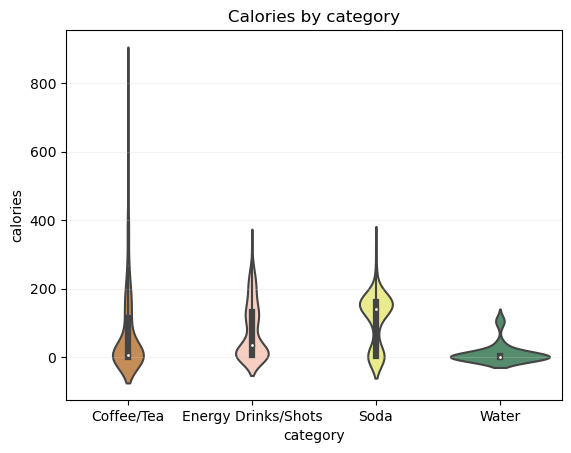 Calories by category
calories
800
600
400
200
0
Coffee/Tea
Energy Drinks/Shots
Soda
Water
category